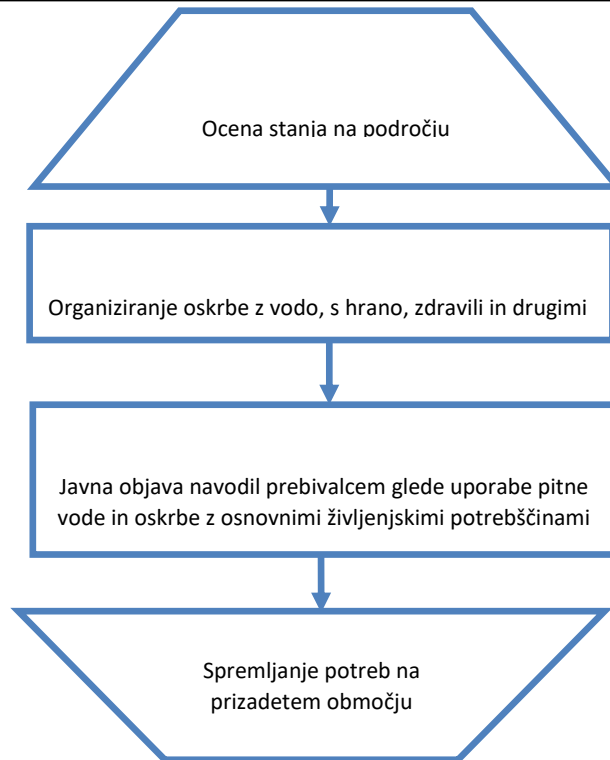 Ocena stanja na področju
Organiziranje oskrbe z vodo, s hrano, zdravili in drugimi
Javna objava navodil prebivalcem glede uporabe pitne
vode in oskrbe z osnovnimi življenjskimi potrebščinami
Spremljanje potreb na
prizadetem območju